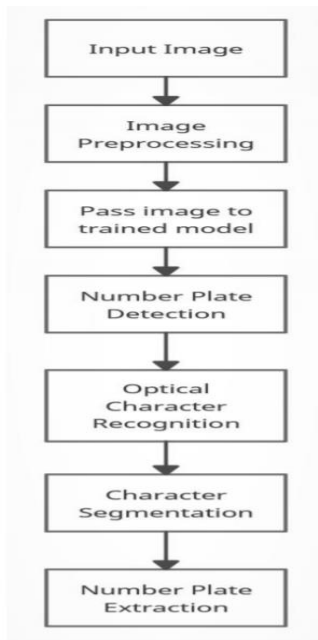 Input Image
Image
Preprocessing
Pass image to
trained model
Number Plate
Detection
Optical
Character
Recognition
Character
Segmentation
Number Plate
Extraction